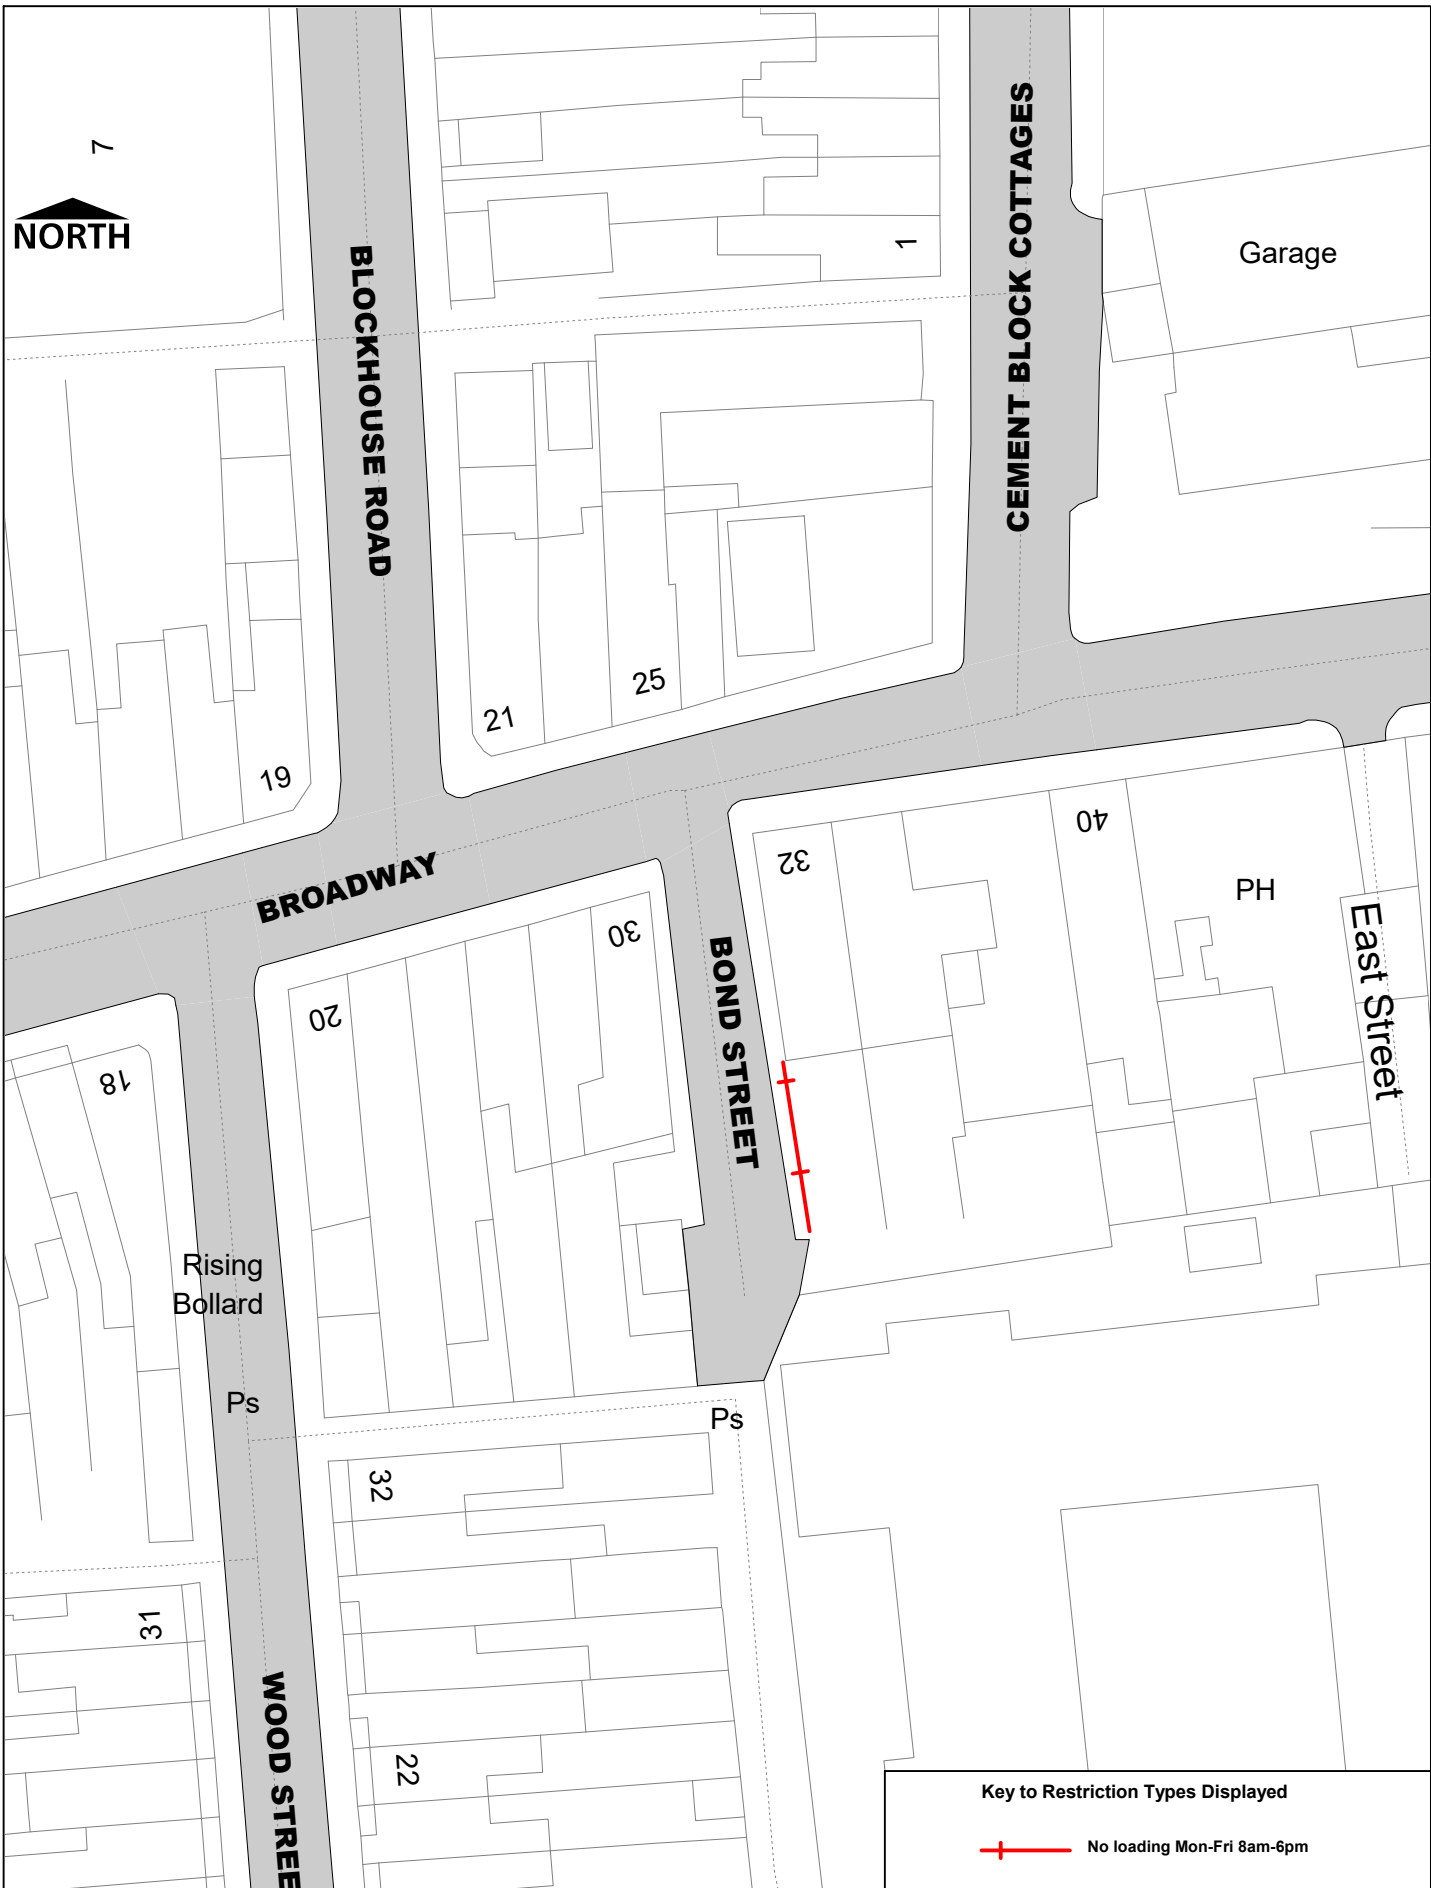 7
NORTH
BLOCKHOUSE ROAD
CEMENT BLOCK COTTAGES
1
Garage
25
21
19
BROADWAY
32
40
PH
East Street
30
BOND STREET
20
18
Rising
Bollard
Ps
Ps
32
31
WOOD STREE
22
Key to Restriction Types Displayed
No loading Mon-Fri 8am-6pm